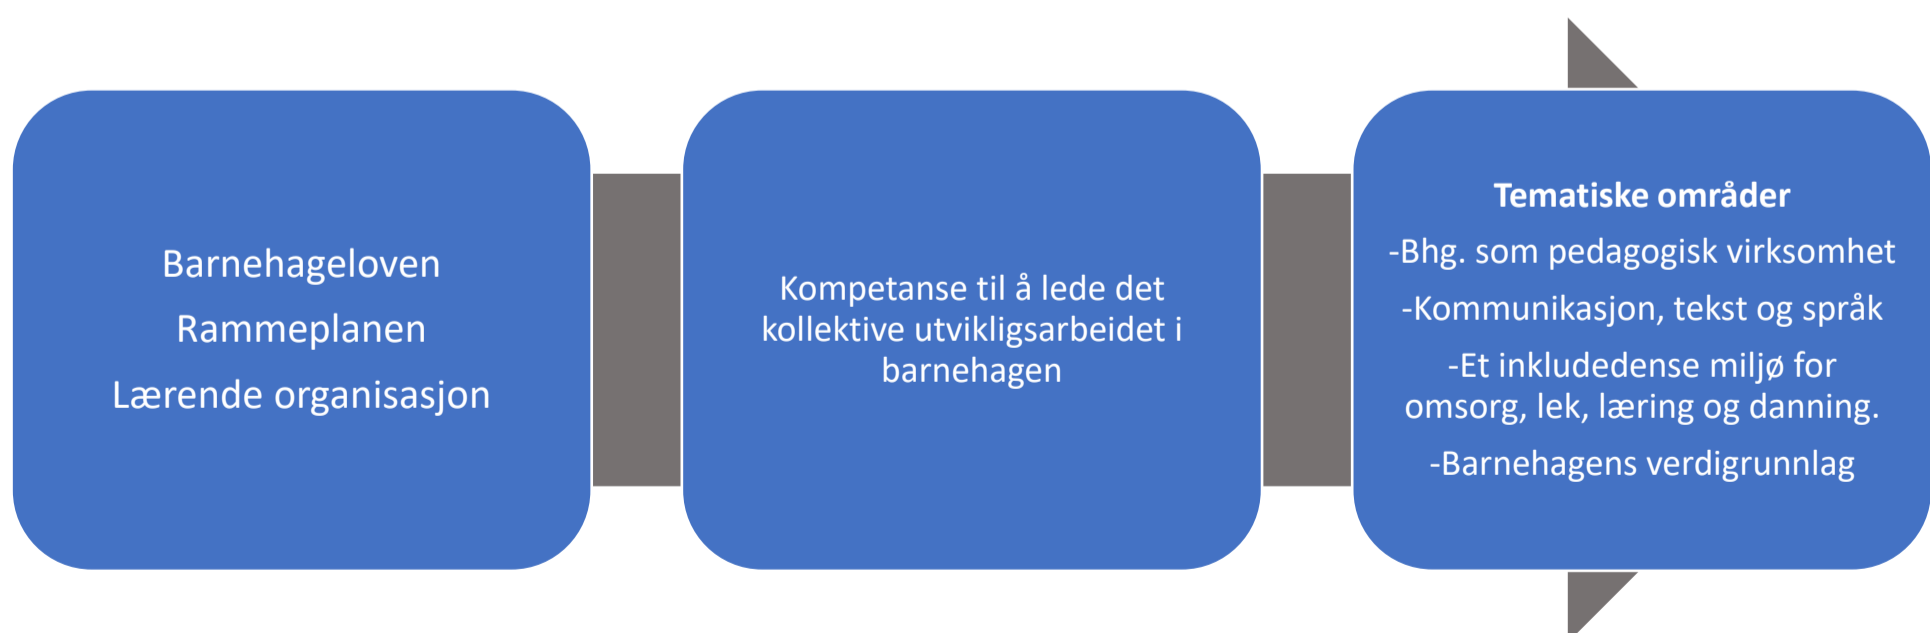 Barnehageloven
Rammeplanen
Lærende organisasjon
Kompetanse til å lede det
kollektive utvikligsarbeidet i
barnehagen
Tematiske områder
-Bhg. som pedagogisk virksomhet
-Kommunikasjon, tekst og språk
-Et inkludedense miljø for
omsorg, lek, læring og danning.
-Barnehagens verdigrunnlag